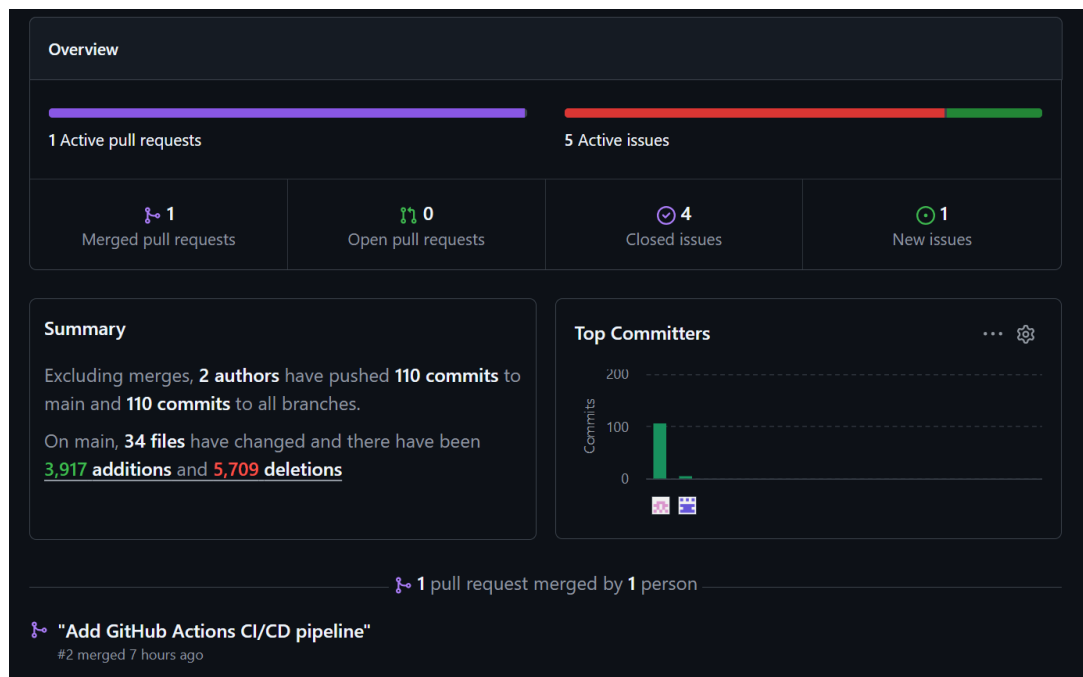 Overview
1 Active pull requests
5 Active issues
1
Merged pull requests
0
Open pull requests
4
Closed issues
1
New issues
Summary
Excluding merges, 2 authors have pushed 110 commits to
main and 110 commits to all branches.
On main, 34 files have changed and there have been
3,917 additions and 5,709 deletions
Top Committers
200
100
0
Commits
1 pull request merged by 1 person
"Add GitHub Actions CI/CD pipeline"
#2 merged 7 hours ago